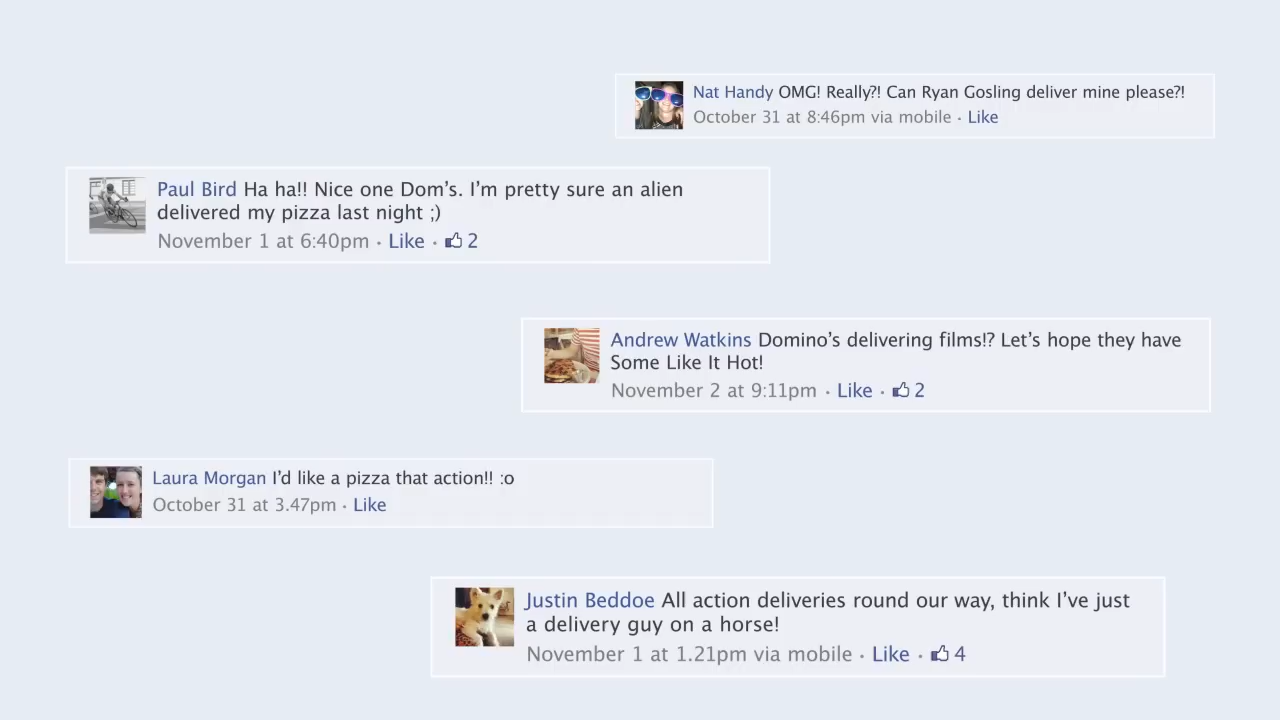 Nat Handy OMG! Really?! Can Ryan Gosling deliver mine please?!
October 31 at 8:46pm via mobile · Like
Paul Bird Ha ha!! Nice one Dom's. I'm pretty sure an alien
delivered my pizza last night ;)
November 1 at 6:40pm · Like · 2
Andrew Watkins Domino's delivering films!? Let's hope they have
Some Like It Hot!
November 2 at 9:11pm · Like · 2
Laura Morgan I'd like a pizza that action!! :o
October 31 at 3.47pm · Like
Justin Beddoe All action deliveries round our way, think I've just
a delivery guy on a horse!
November 1 at 1.21pm via mobile · Like · 4